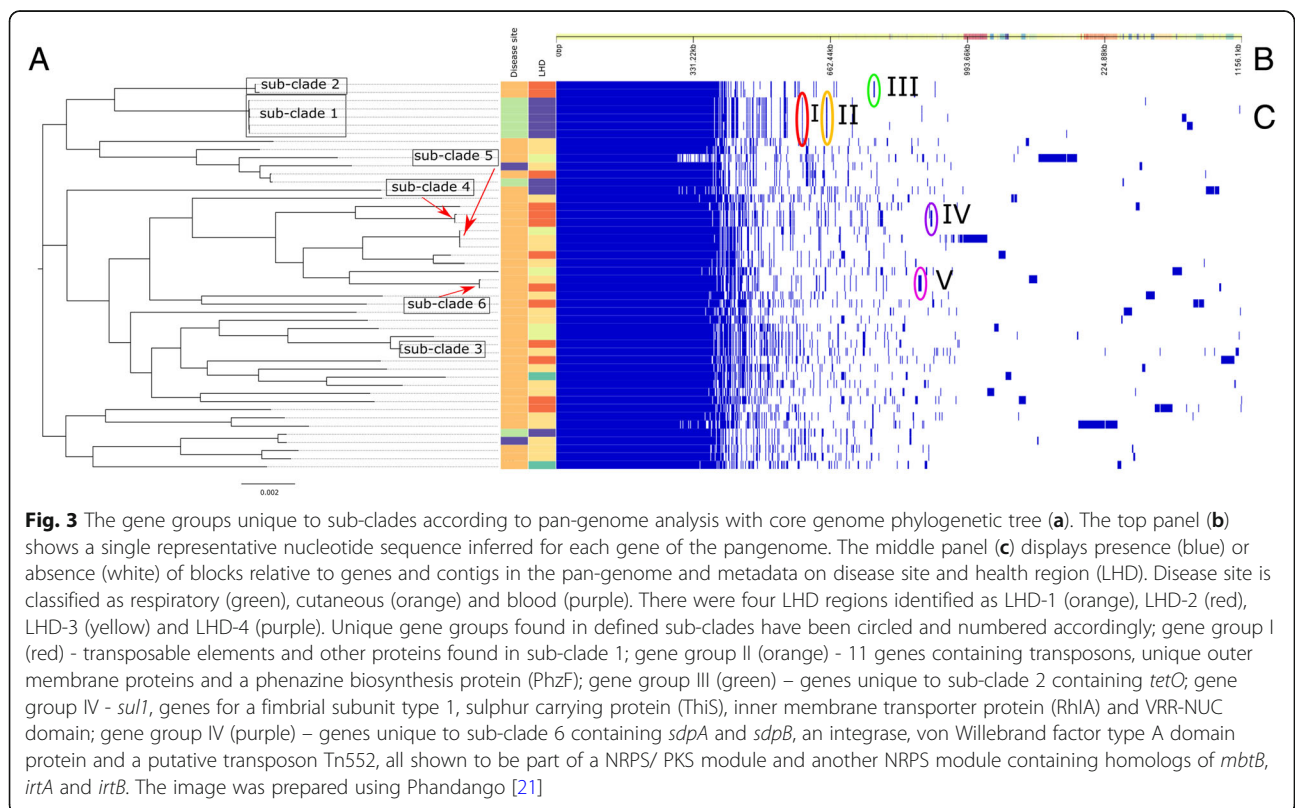 A
Disease site
LHD
0bp
331.22kb
662.44kb
993.66kb
224.88kb
1156.1kb
B
C
sub-clade 2
sub-clade 1
sub-clade 5
sub-clade 4
sub-clade 6
sub-clade 3
III
I
II
IV
V
0.002
Fig. 3 The gene groups unique to sub-clades according to pan-genome analysis with core genome phylogenetic tree (a). The top panel (b)
shows a single representative nucleotide sequence inferred for each gene of the pangenome. The middle panel (c) displays presence (blue) or
absence (white) of blocks relative to genes and contigs in the pan-genome and metadata on disease site and health region (LHD). Disease site is
classified as respiratory (green), cutaneous (orange) and blood (purple). There were four LHD regions identified as LHD-1 (orange), LHD-2 (red),
LHD-3 (yellow) and LHD-4 (purple). Unique gene groups found in defined sub-clades have been circled and numbered accordingly; gene group I
(red) - transposable elements and other proteins found in sub-clade 1; gene group II (orange) - 11 genes containing transposons, unique outer
membrane proteins and a phenazine biosynthesis protein (PhzF); gene group III (green) – genes unique to sub-clade 2 containing tetO; gene
group IV - sul1, genes for a fimbrial subunit type 1, sulphur carrying protein (ThiS), inner membrane transporter protein (RhIA) and VRR-NUC
domain; gene group IV (purple) – genes unique to sub-clade 6 containing sdpA and sdpB, an integrase, von Willebrand factor type A domain
protein and a putative transposon Tn552, all shown to be part of a NRPS/ PKS module and another NRPS module containing homologs of mbtB,
irtA and irtB. The image was prepared using Phandango [21]